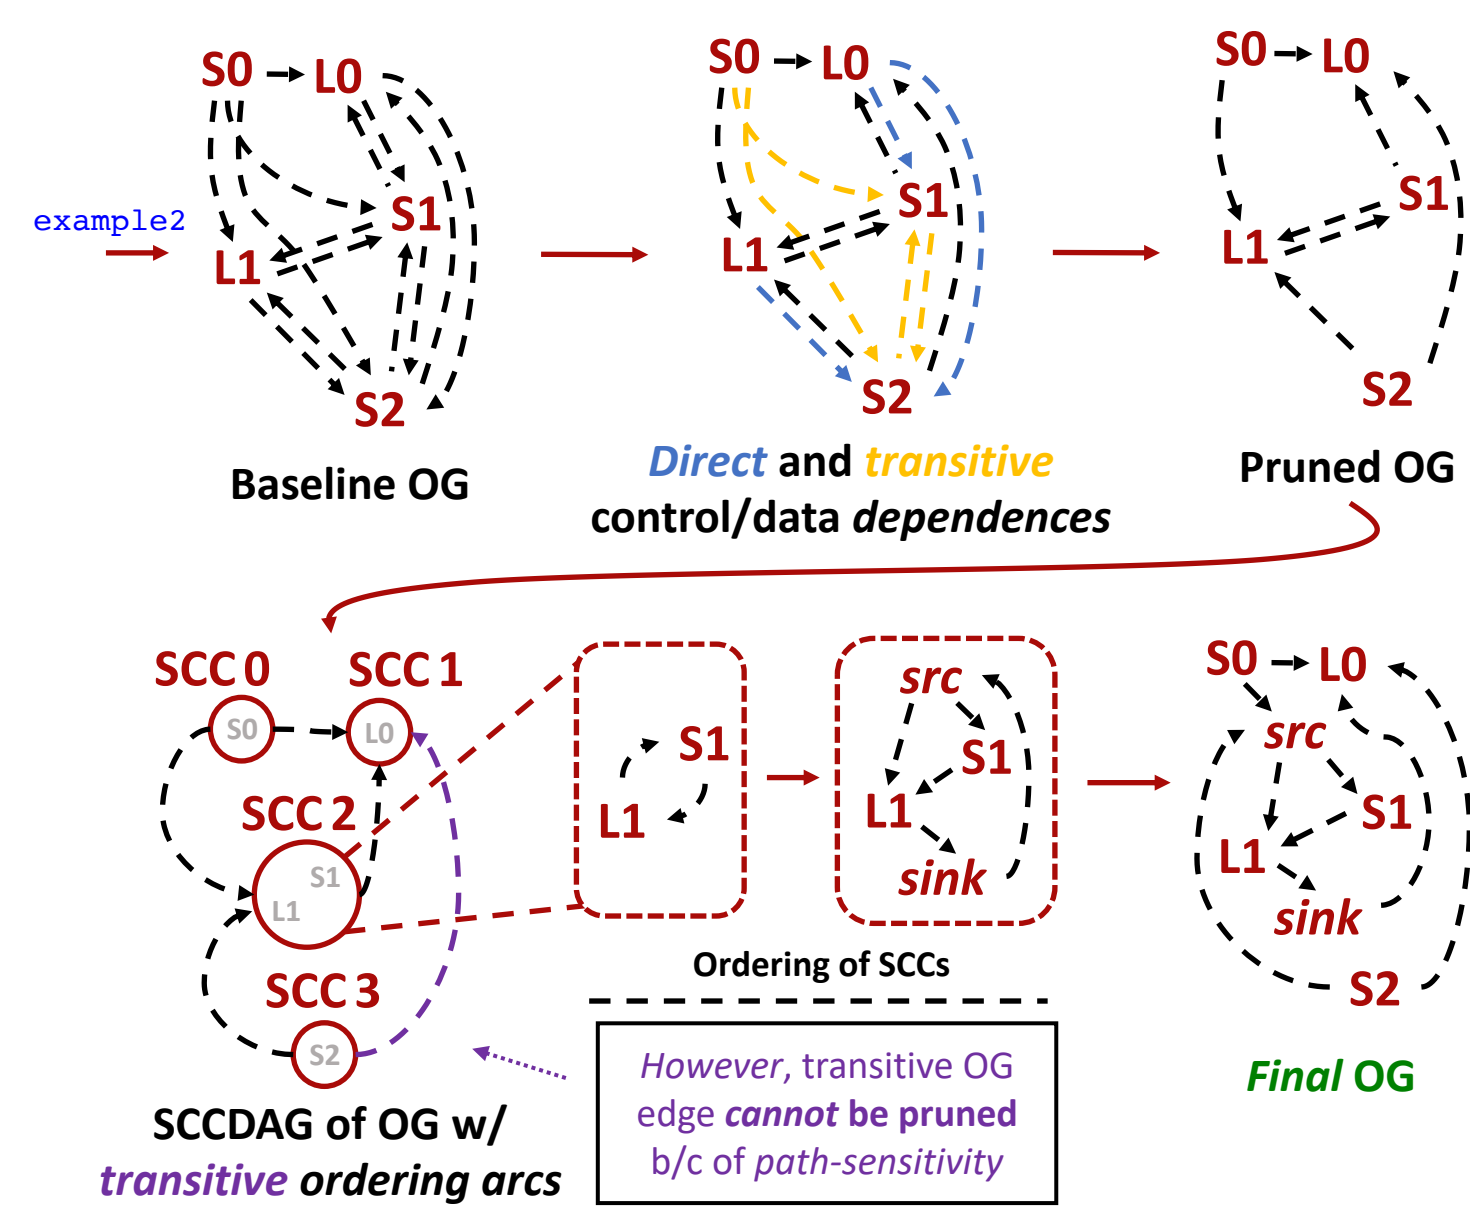 S0 L0
S1
L1
S2
example2
Baseline OG
S0 L0
S1
L1
S2
Direct and transitive
control/data dependences
S0 L0
S1
L1
S2
Pruned OG
SCC 0 SCC 1
S0 L0
SCC 2
S1
L1
SCC 3
S2
SCCDAG of OG w/
transitive ordering arcs
S1
L1
src
S1
L1
sink
Ordering of SCCs
However, transitive OG
edge cannot be pruned
b/c of path-sensitivity
S0 L0
src
S1
L1
sink
S2
Final OG